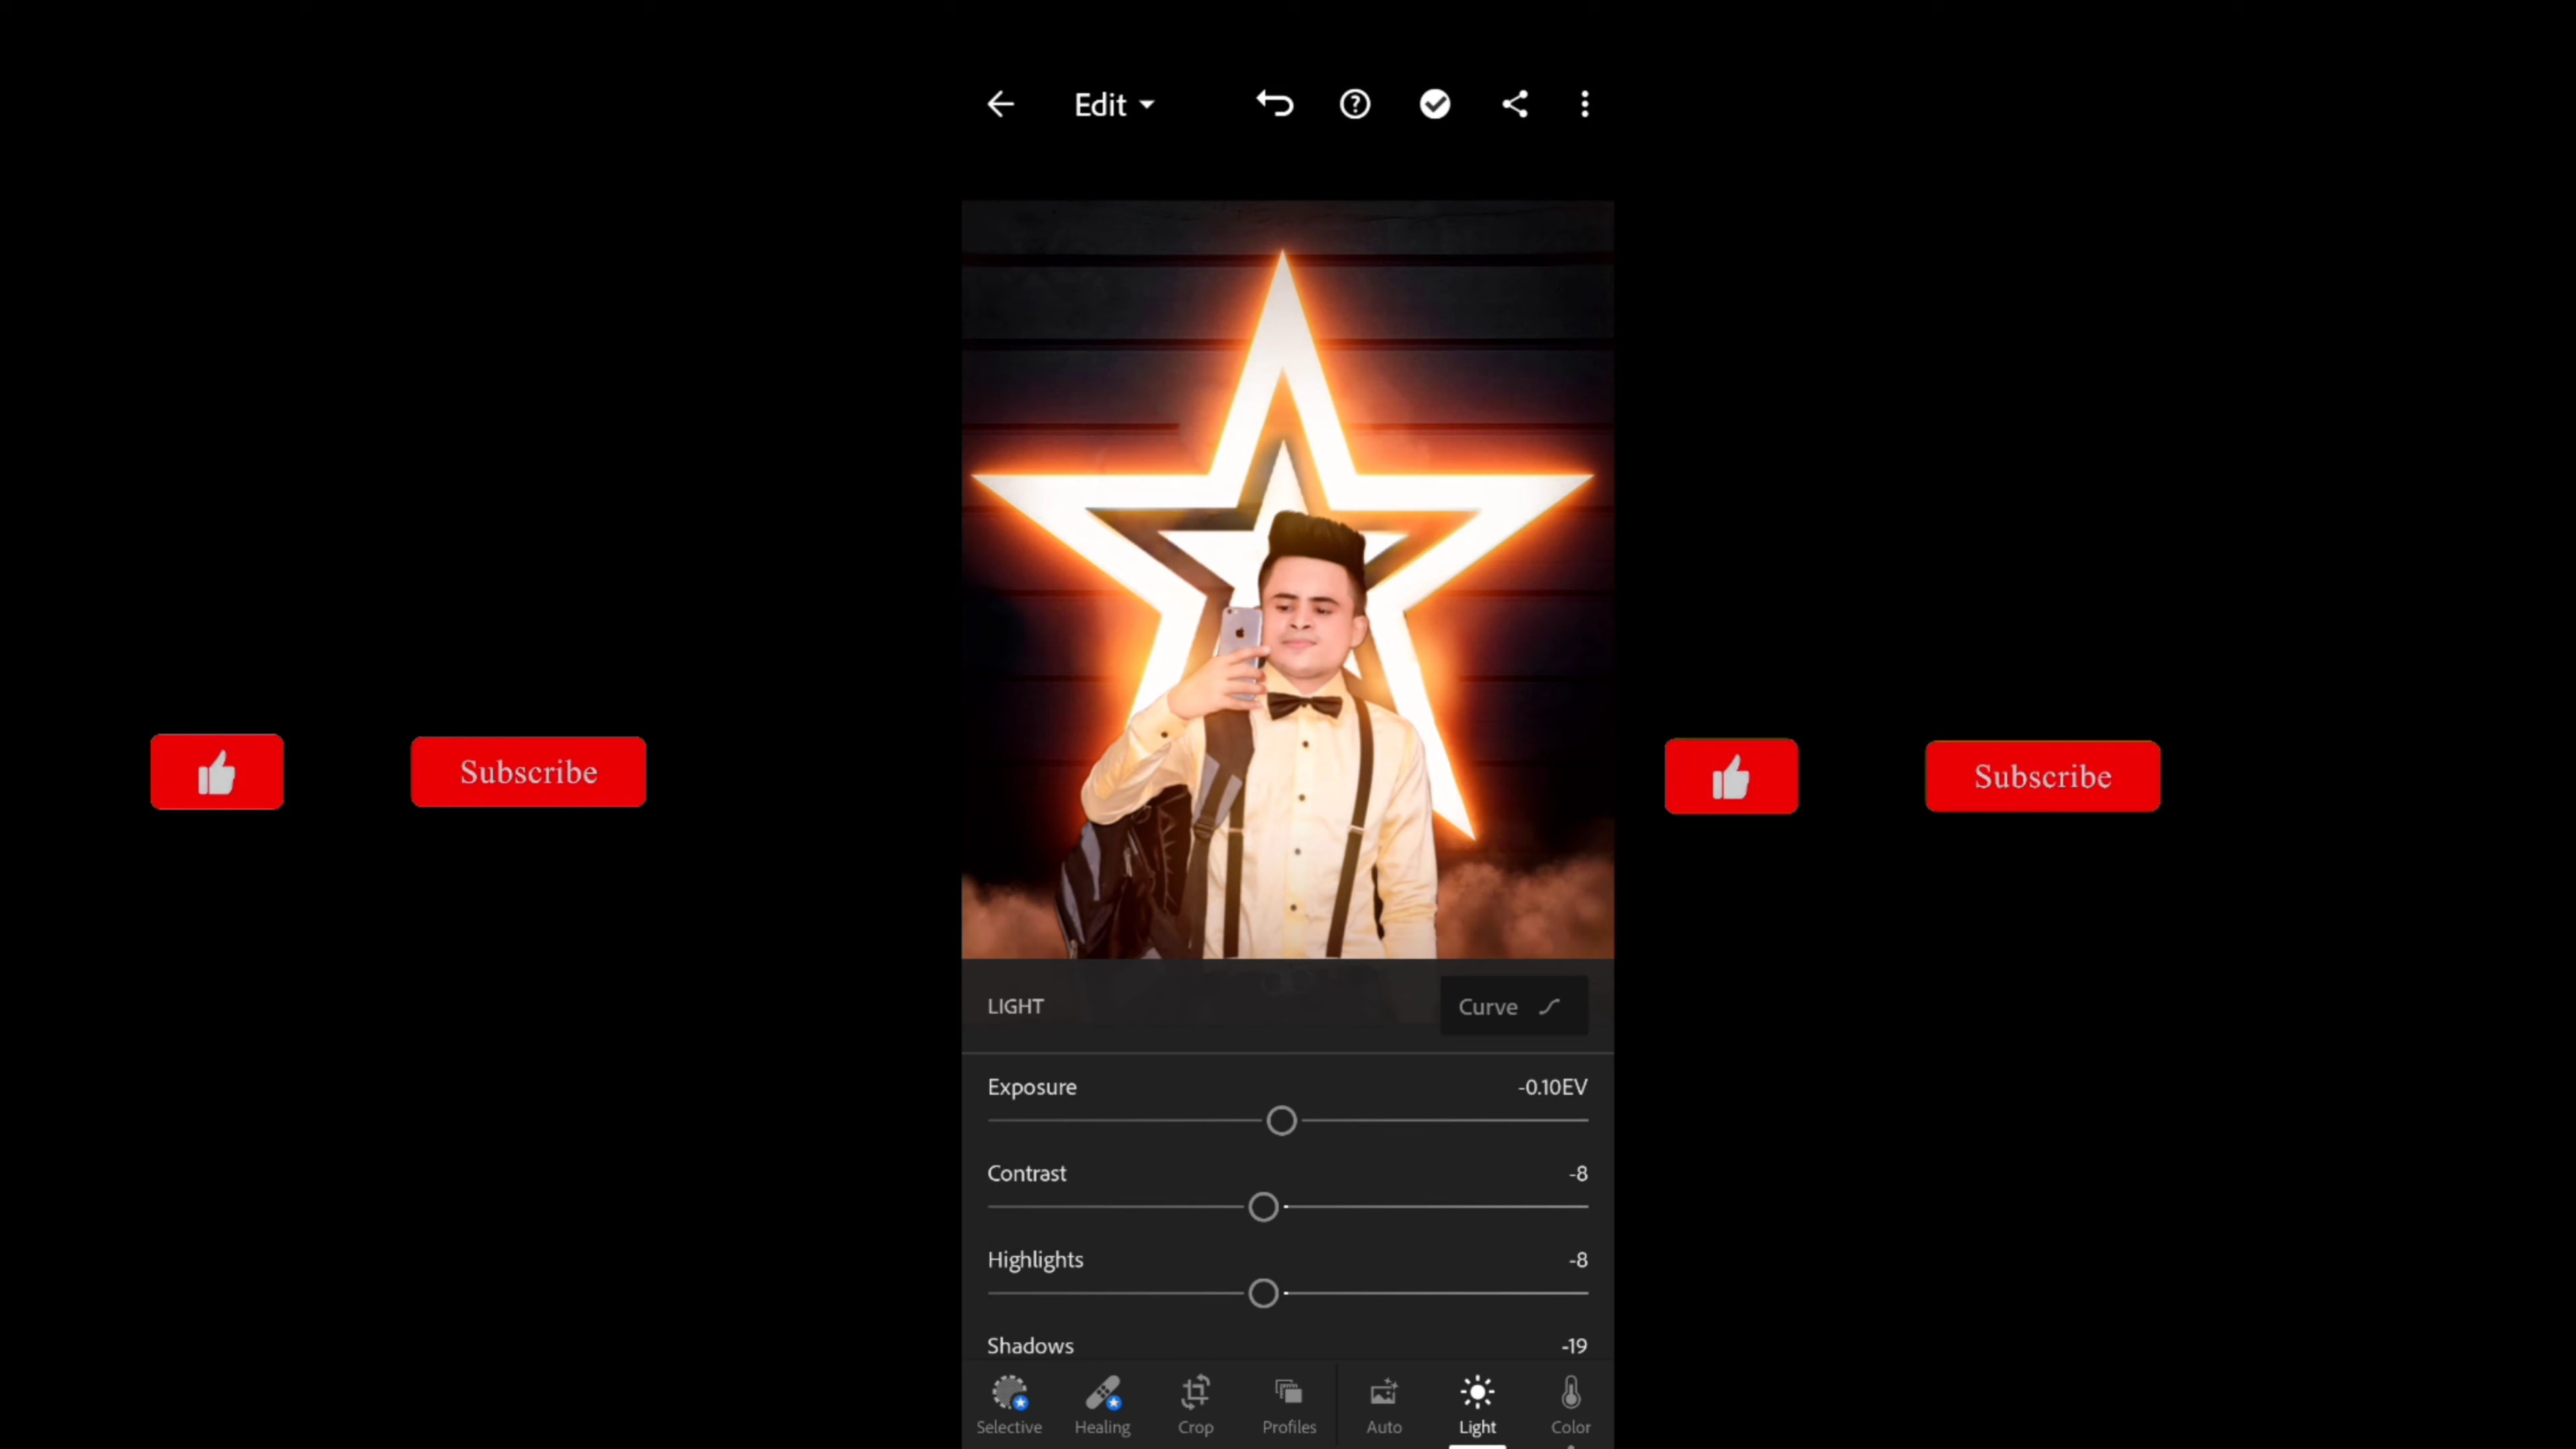 Edit
Subscribe
Subscribe
LIGHT
Curve
Exposure -0.10EV
Contrast -8
Highlights -8
Shadows -19
Selective Healing Crop Profiles Auto Light Color